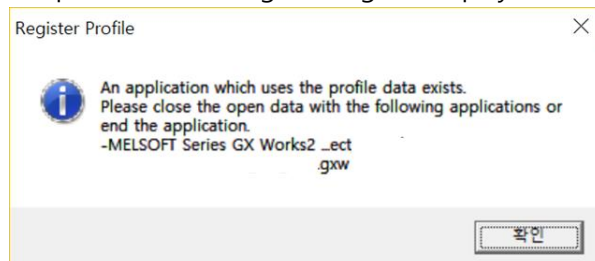 Register Profile
An application which uses the profile data exists.
Please close the open data with the following applications or
end the application.
-MELSOFT Series GX Works2 _ect
.gxw
확인